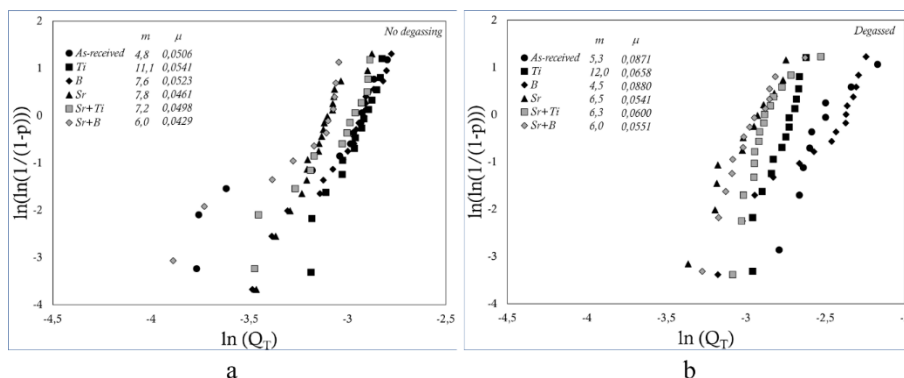 No degassing
m μ
As-received 4,8 0,0506
Ti 11,1 0,0541
B 7,6 0,0523
Sr 7,8 0,0461
Sr+Ti 7,2 0,0498
Sr+B 6,0 0,0429
2
1
0
-1
-2
-3
-4
ln(ln(1/(1-p)))
-4,5 -4 -3,5 -3 -2,5
ln (Q_T)
a
Degassed
m μ
As-received 5,3 0,0871
Ti 12,0 0,0658
B 4,5 0,0880
Sr 6,5 0,0541
Sr+Ti 6,3 0,0600
Sr+B 6,0 0,0551
2
1
0
-1
-2
-3
-4
ln(ln(1/(1-p)))
-4,5 -4 -3,5 -3 -2,5 -2
ln (Q_T)
b